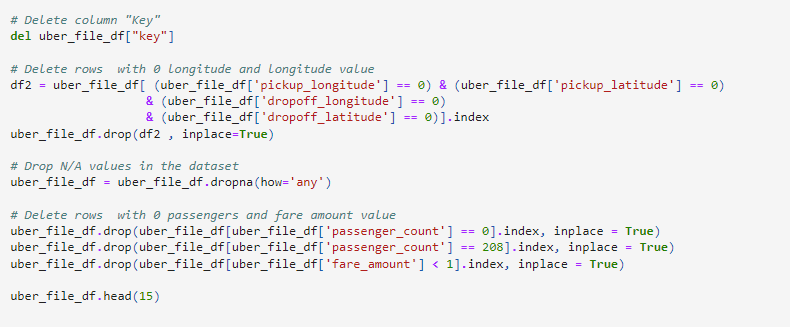 # Delete column "Key"
del uber_file_df["key"]
# Delete rows  with 0 longitude and longitude value
df2 = uber_file_df[ (uber_file_df['pickup_longitude'] == 0) & (uber_file_df['pickup_latitude'] == 0)
& (uber_file_df['dropoff_longitude'] == 0)
& (uber_file_df['dropoff_latitude'] == 0)].index
uber_file_df.drop(df2 , inplace=True)
# Drop N/A values in the dataset
uber_file_df = uber_file_df.dropna(how='any')
# Delete rows  with 0 passengers and fare amount value
uber_file_df.drop(uber_file_df[uber_file_df['passenger_count'] == 0].index, inplace = True)
uber_file_df.drop(uber_file_df[uber_file_df['passenger_count'] == 208].index, inplace = True)
uber_file_df.drop(uber_file_df[uber_file_df['fare_amount'] < 1].index, inplace = True)
uber_file_df.head(15)